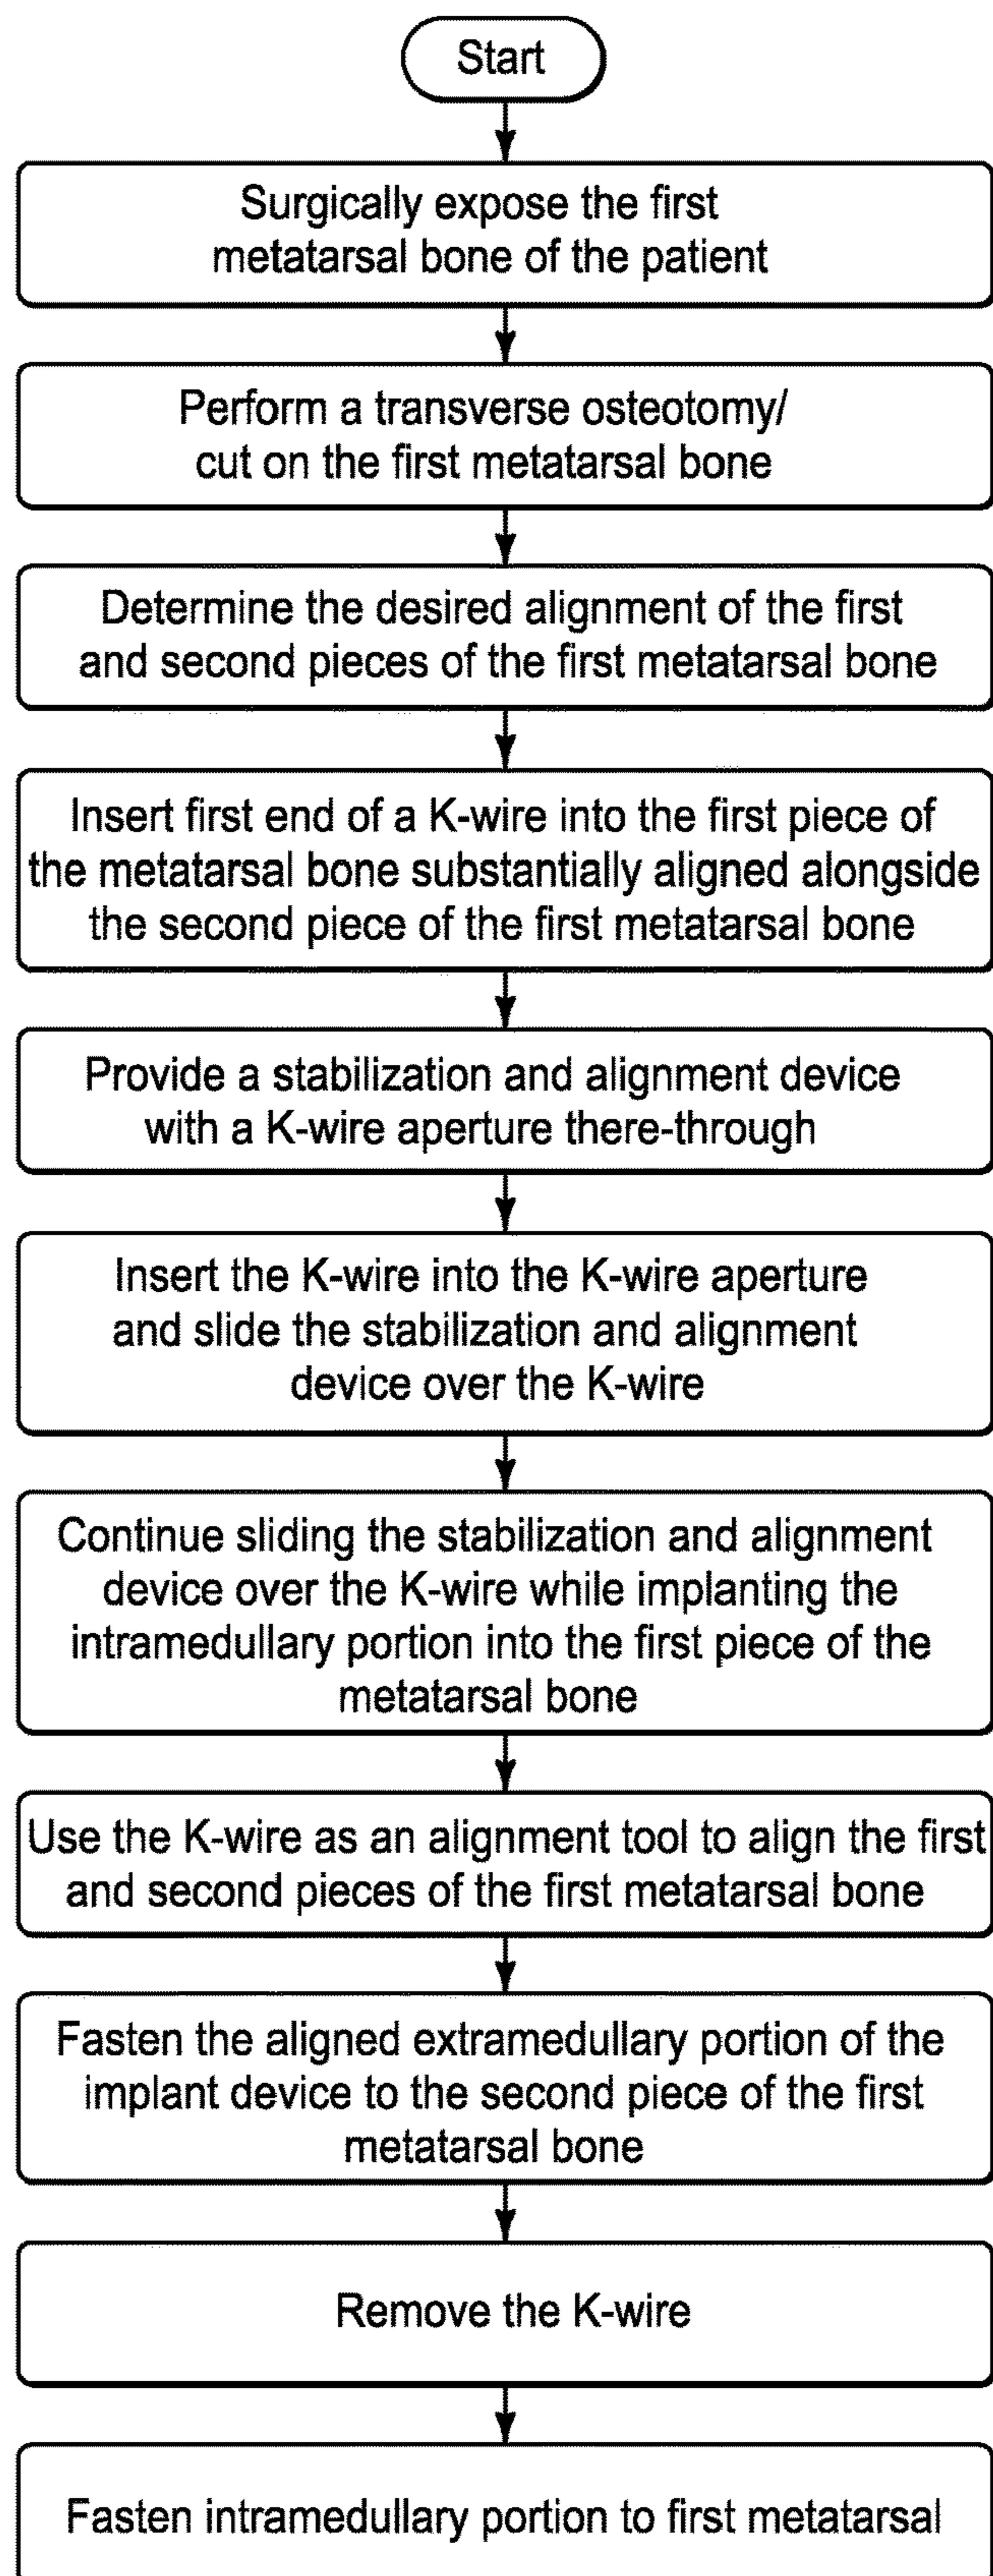 Start
Surgically expose the first
metatarsal bone of the patient
Perform a transverse osteotomy/
cut on the first metatarsal bone
Determine the desired alignment of the first
and second pieces of the first metatarsal bone
Insert first end of a K-wire into the first piece of
the metatarsal bone substantially aligned alongside
the second piece of the first metatarsal bone
Provide a stabilization and alignment device
with a K-wire aperture there-through
Insert the K-wire into the K-wire aperture
and slide the stabilization and alignment
device over the K-wire
Continue sliding the stabilization and alignment
device over the K-wire while implanting the
intramedullary portion into the first piece of the
metatarsal bone
Use the K-wire as an alignment tool to align the first
and second pieces of the first metatarsal bone
Fasten the aligned extramedullary portion of the
implant device to the second piece of the first
metatarsal bone
Remove the K-wire
Fasten intramedullary portion to first metatarsal